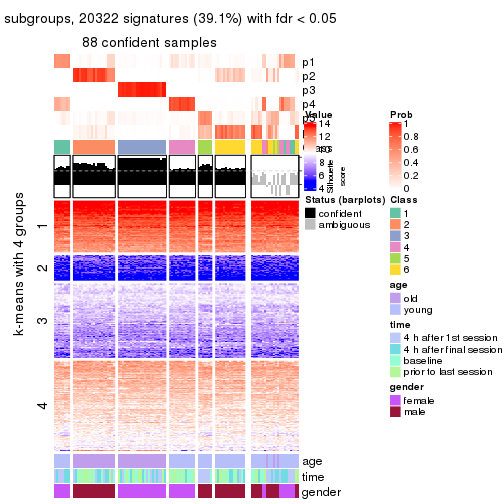 subgroups, 20322 signatures (39.1%) with fdr < 0.05
88 confident samples
p1
p2
p3
p4
Value
14
12
8
6
4
Silhouette
score
k-means with 4 groups
1
2
3
4
age
time
gender
Prob
1
0.8
0.6
0.4
0.2
0
Status (barplots)
confident
ambiguous
Class
1
2
3
4
5
6
age
old
young
time
4 h after 1st session
4 h after final session
baseline
prior to last session
gender
female
male